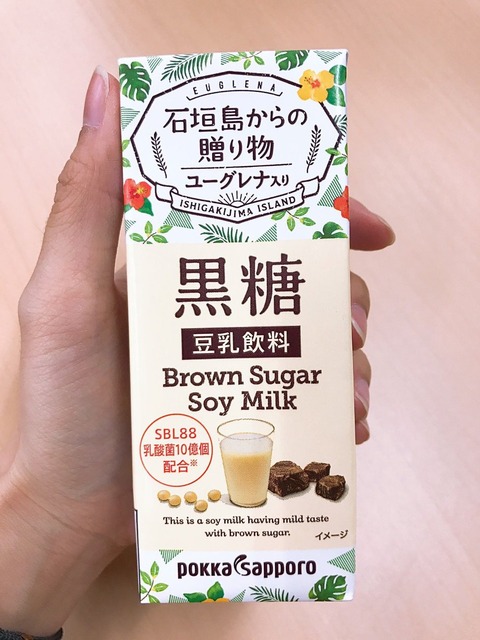 EUGLENA
石垣島からの
贈り物
ユーグレナ入り
ISHIGAKIJIMA ISLAND
黒糖
豆乳飲料
Brown Sugar
Soy Milk
SBL88
乳酸菌10億個
配合※
This is a soy milk having mild taste
with brown sugar.
イメージ
pokka sapporo